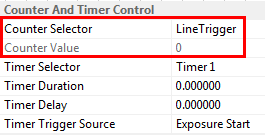 Counter And Timer Control
Counter Selector LineTrigger
Counter Value 0
Timer Selector Timer 1
Timer Duration 0.000000
Timer Delay 0.000000
Timer Trigger Source Exposure Start